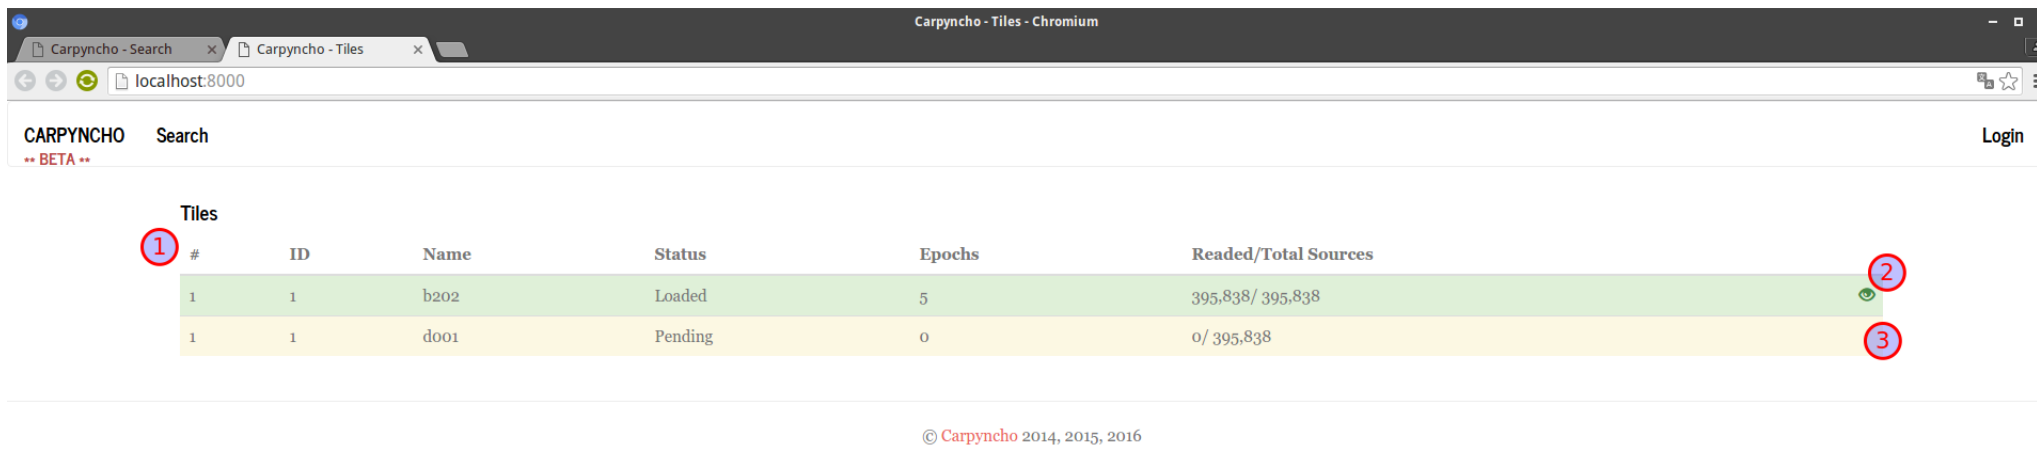 Carpyncho - Tiles - Chromium
Carpyncho - Search × Carpyncho - Tiles ×
localhost:8000
CARPYNCHO Search Login
** BETA **
Tiles
1
# ID Name Status Epochs Readed/Total Sources
2
1 1 b202 Loaded 5 395,838/ 395,838
1 1 d001 Pending 0 0/ 395,838
3
© Carpyncho 2014, 2015, 2016